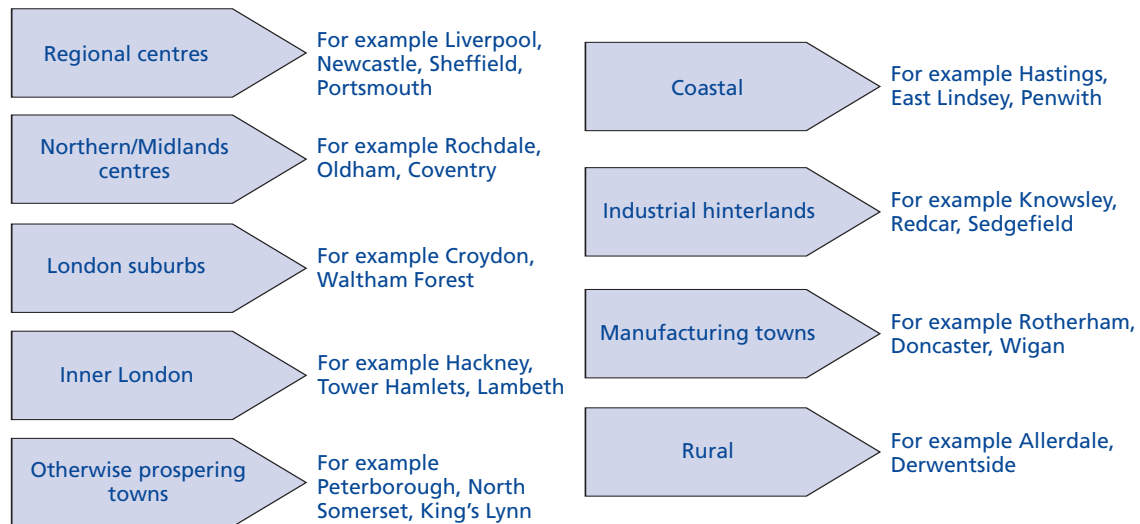 Regional centres
For example Liverpool,
Newcastle, Sheffield,
Portsmouth
Northern/Midlands
centres
For example Rochdale,
Oldham, Coventry
London suburbs
For example Croydon,
Waltham Forest
Inner London
For example Hackney,
Tower Hamlets, Lambeth
Otherwise prospering
towns
For example
Peterborough, North
Somerset, King's Lynn
Coastal
For example Hastings,
East Lindsey, Penwith
Industrial hinterlands
For example Knowsley,
Redcar, Sedgefield
Manufacturing towns
For example Rotherham,
Doncaster, Wigan
Rural
For example Allerdale,
Derwentside